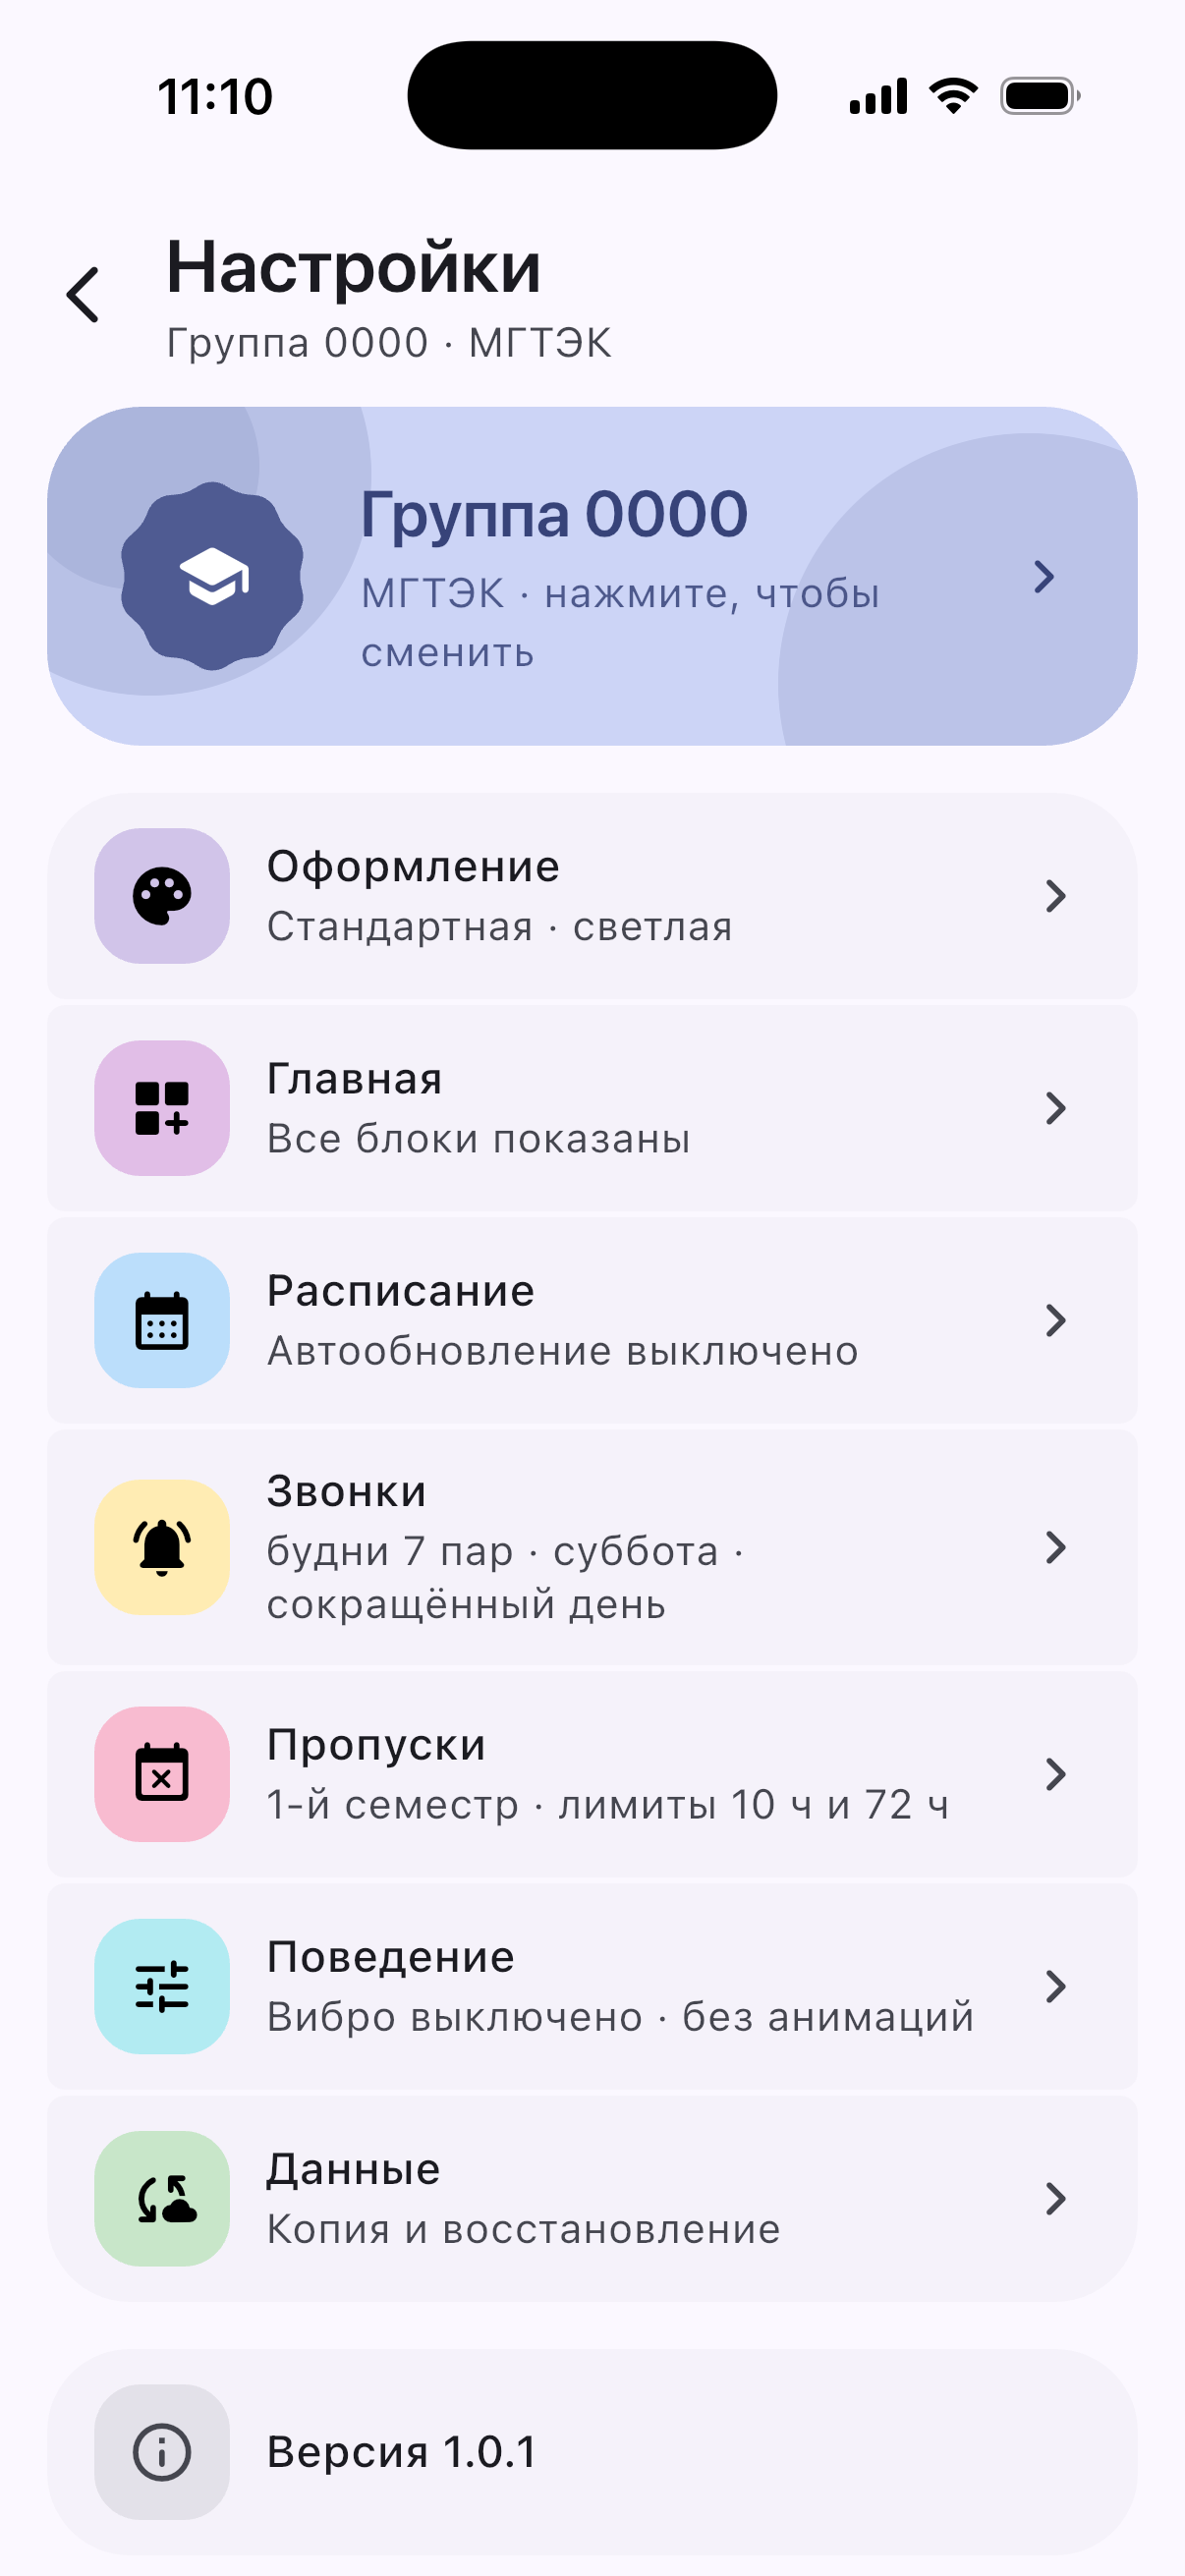 11:10
Настройки
Группа 0000 · МГТЭК
Группа 0000
МГТЭК · нажмите, чтобы
сменить
Оформление
Стандартная · светлая
Главная
Все блоки показаны
Расписание
Автообновление выключено
Звонки
будни 7 пар · суббота ·
сокращённый день
Пропуски
1-й семестр · лимиты 10 ч и 72 ч
Поведение
Вибро выключено · без анимаций
Данные
Копия и восстановление
Версия 1.0.1